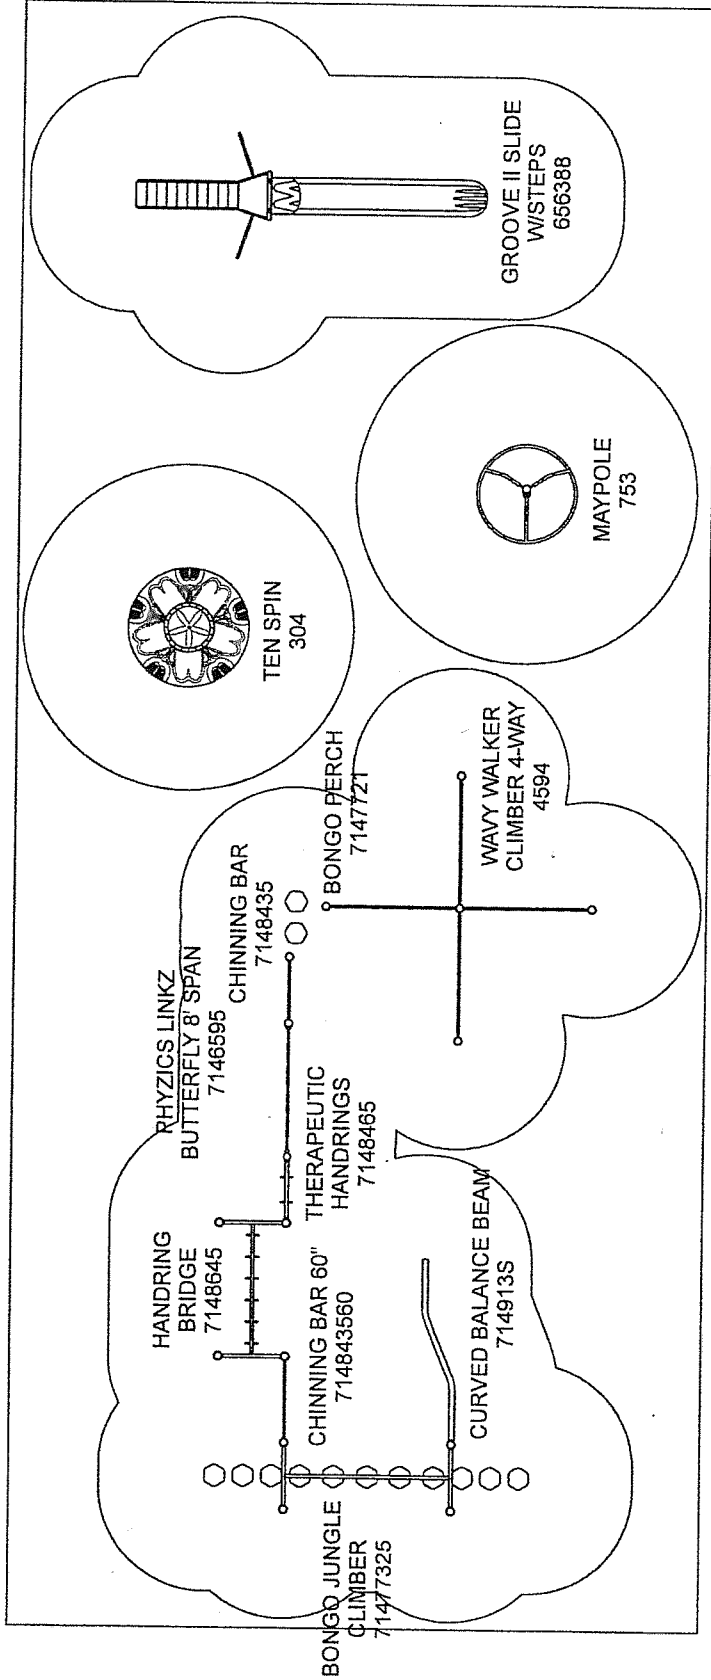 GROOVE II SLIDE
W/STEPS
656388
MAYPOLE
753
TEN SPIN
304
BONGO PERCH
7147721
WAVY WALKER
CLIMBER 4-WAY
4594
CHINNING BAR
7148435
RHYZICS LINKZ
BUTTERFLY 8' SPAN
7146595
THERAPEUTIC
HANDRINGS
7148465
HANDRING
BRIDGE
7148645
CHINNING BAR 60"
714843560
CURVED BALANCE BEAM
714913S
BONGO JUNGLE
CLIMBER
71477325